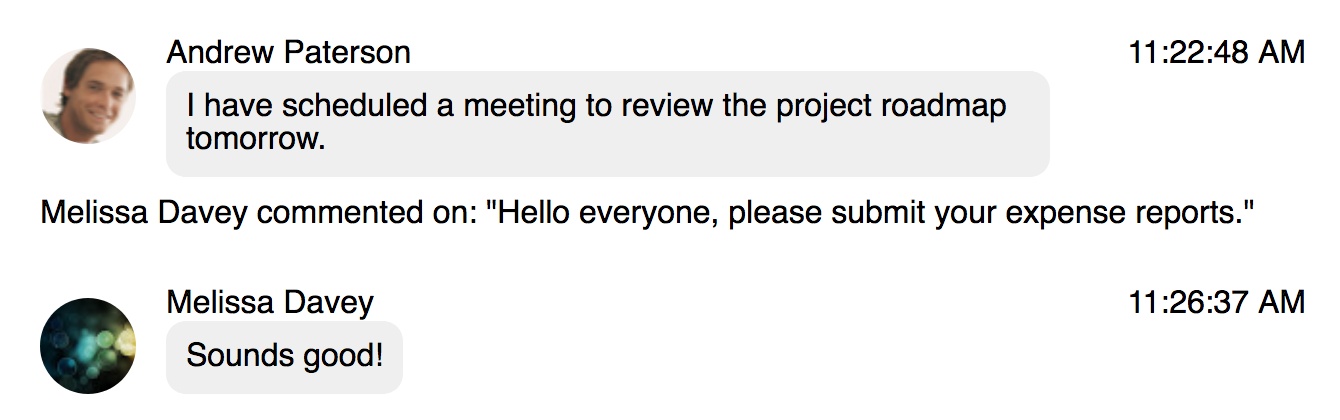 Andrew Paterson 11:22:48 AM
I have scheduled a meeting to review the project roadmap
tomorrow.
Melissa Davey commented on: "Hello everyone, please submit your expense reports."
Melissa Davey 11:26:37 AM
Sounds good!